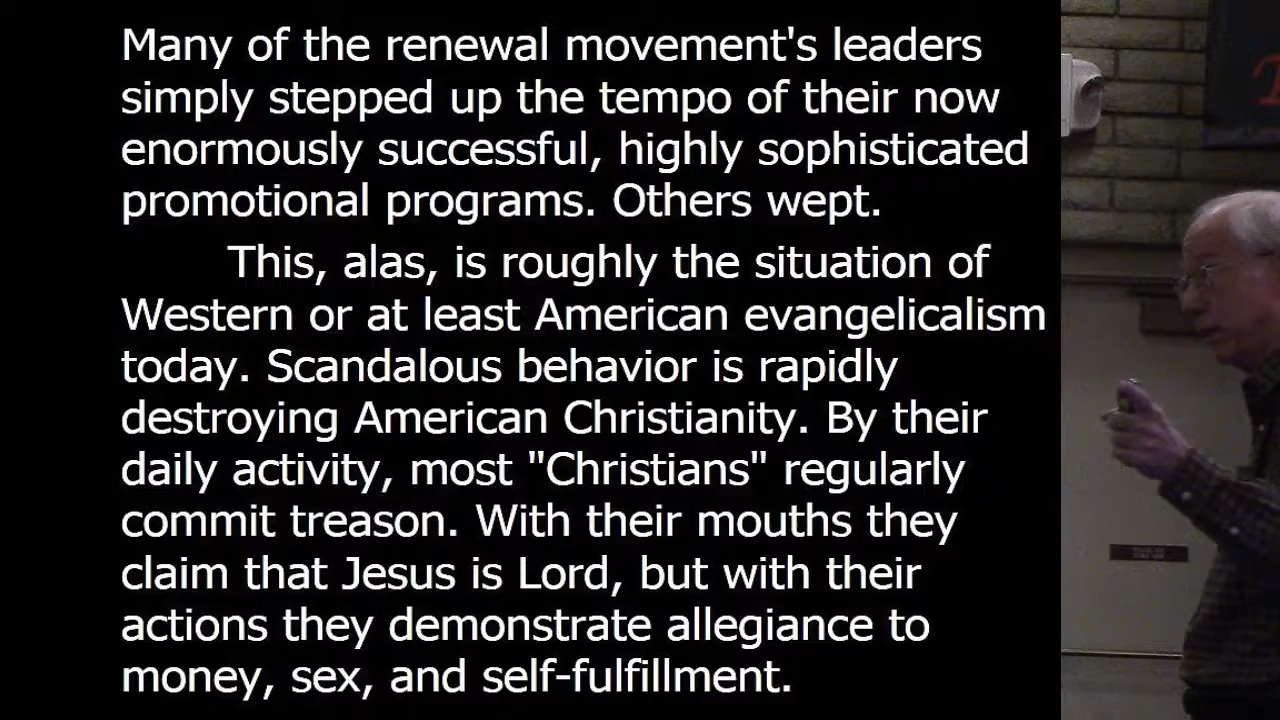 Many of the renewal movement's leaders
simply stepped up the tempo of their now
enormously successful, highly sophisticated
promotional programs. Others wept.
This, alas, is roughly the situation of
Western or at least American evangelicalism
today. Scandalous behavior is rapidly
destroying American Christianity. By their
daily activity, most "Christians" regularly
commit treason. With their mouths they
claim that Jesus is Lord, but with their
actions they demonstrate allegiance to
money, sex, and self-fulfillment.